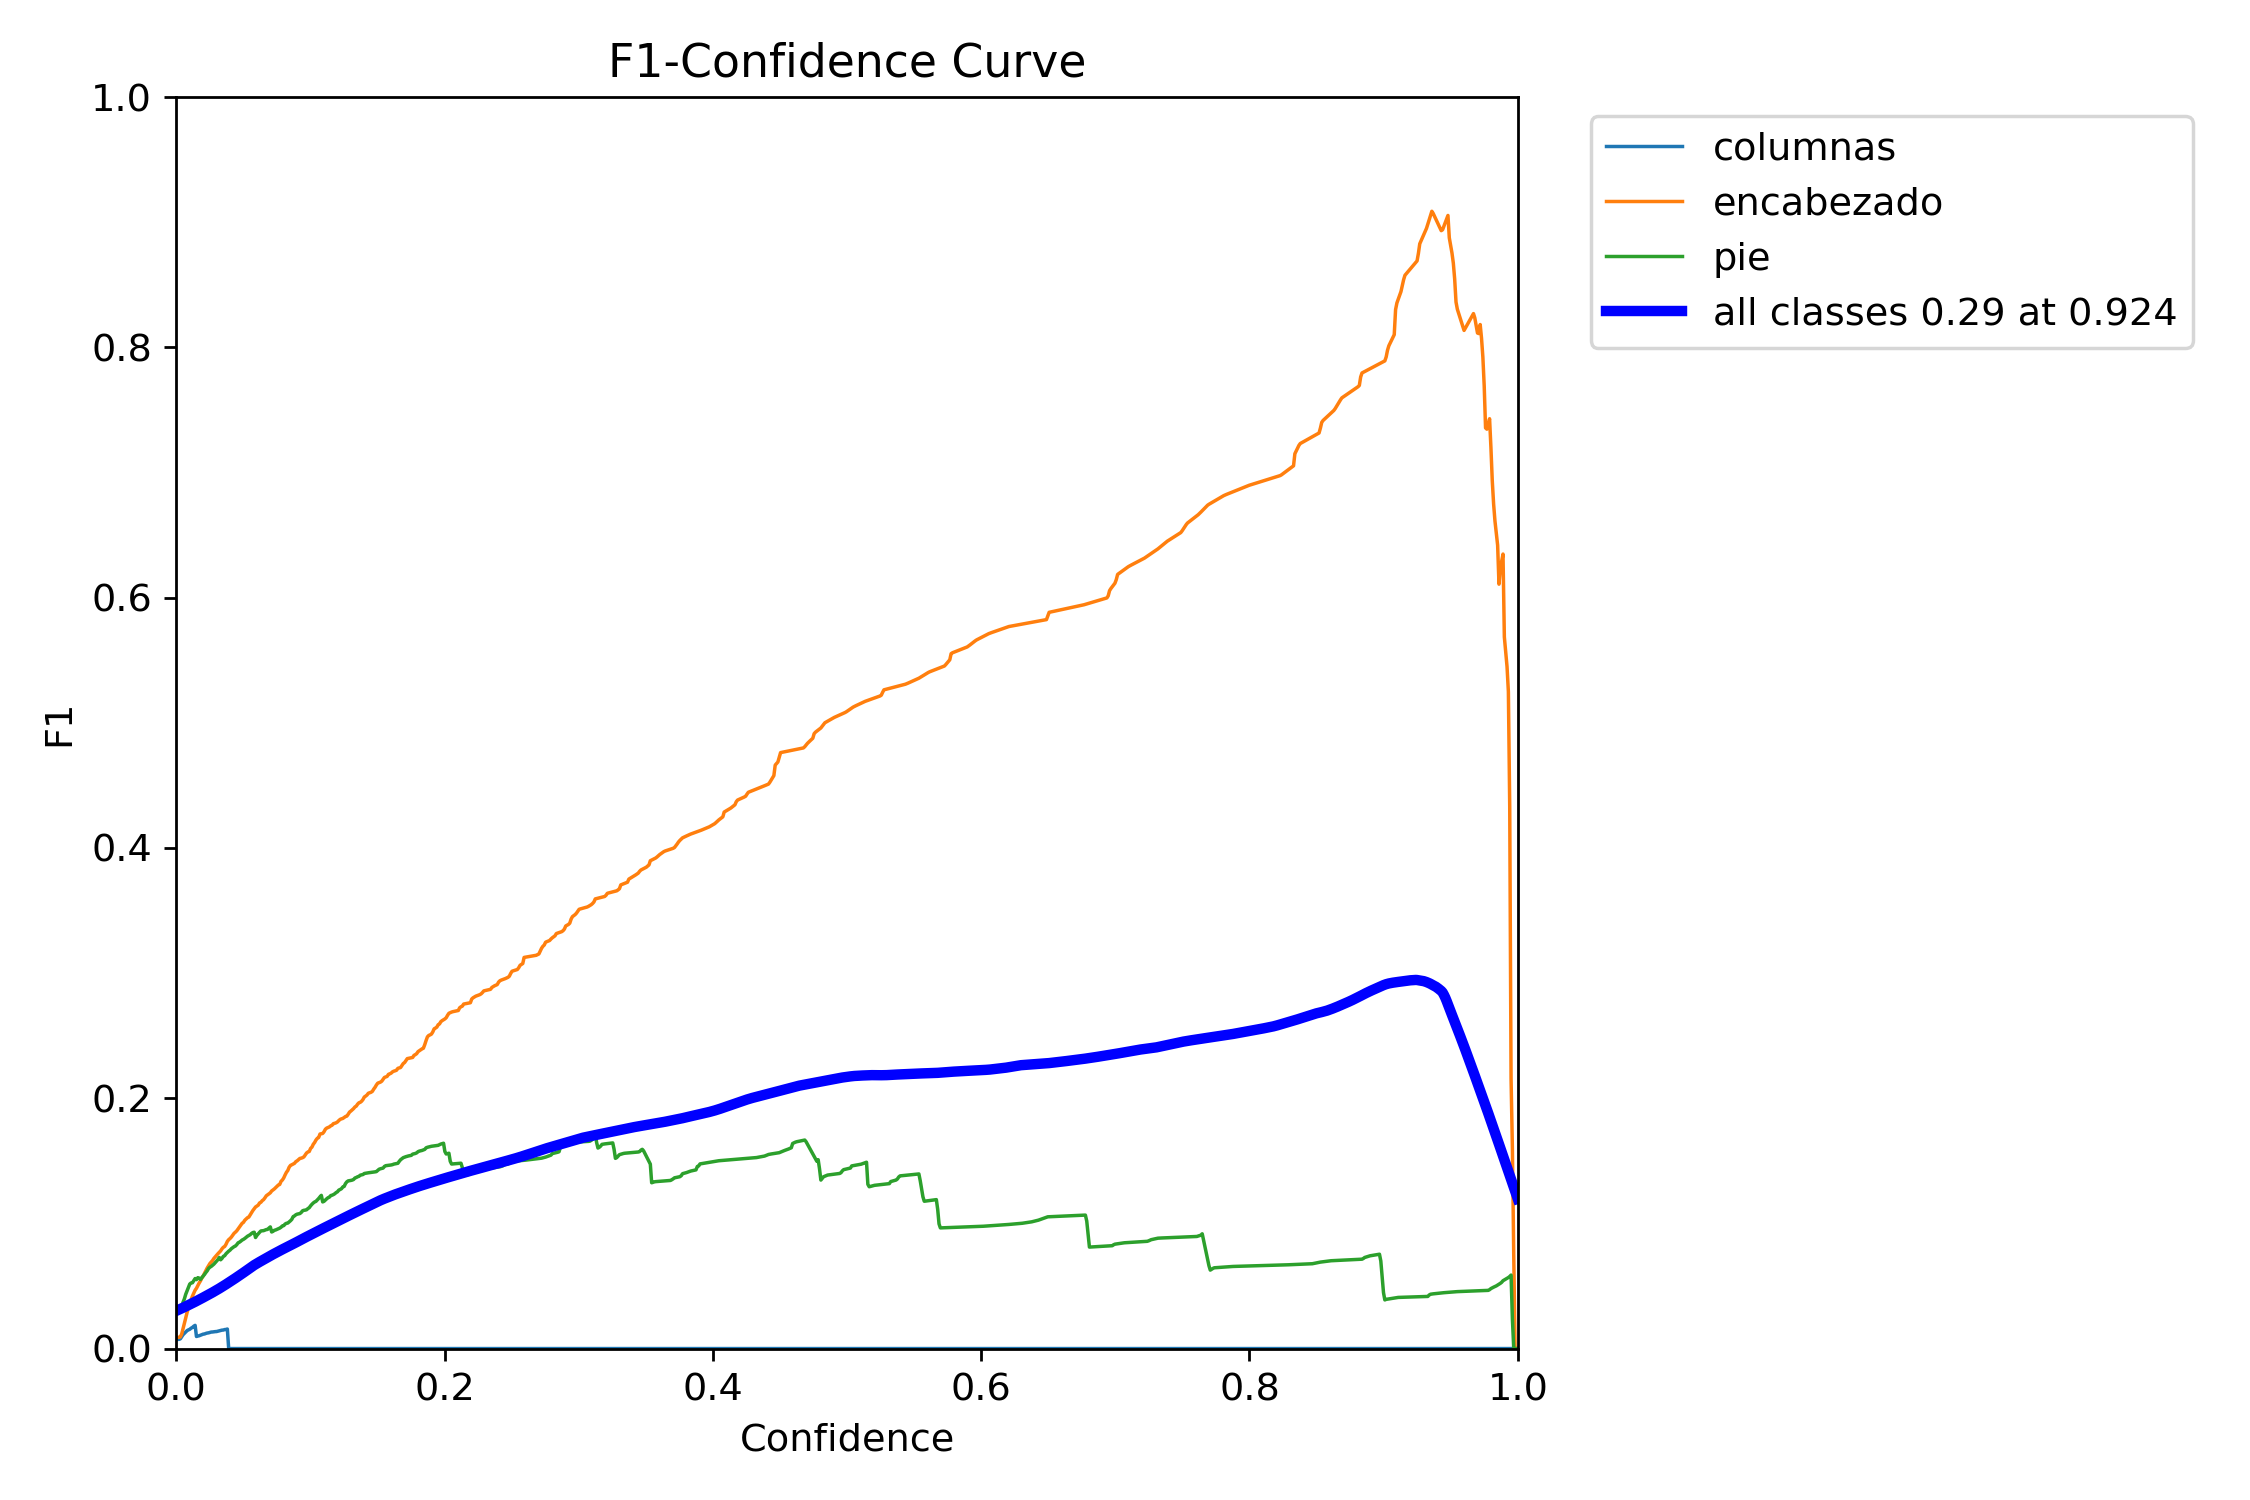 F1-Confidence Curve
1.0
0.8
0.6
0.4
0.2
0.0
F1
0.0 0.2 0.4 0.6 0.8 1.0
Confidence
columnas
encabezado
pie
all classes 0.29 at 0.924